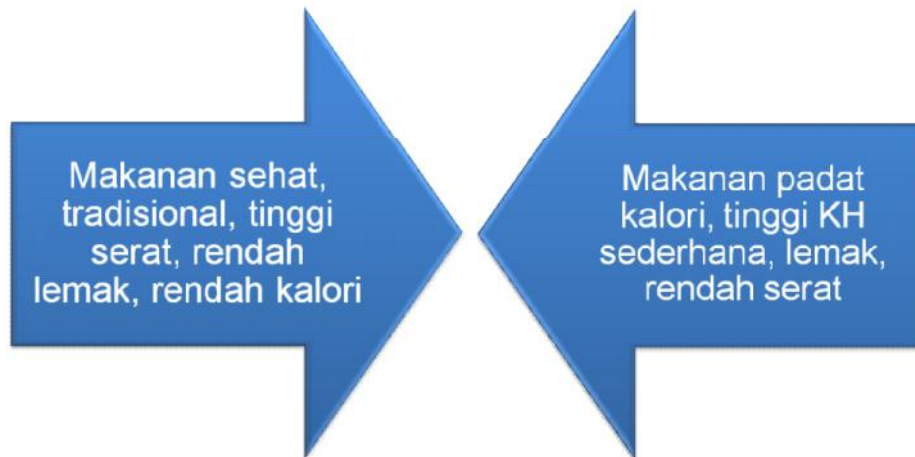 Makanan sehat,
tradisional, tinggi
serat, rendah
lemak, rendah kalori
Makanan padat
kalori, tinggi KH
sederhana, lemak,
rendah serat